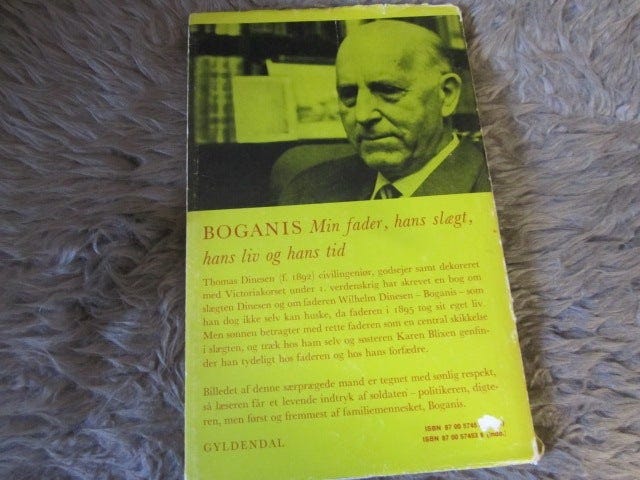 BOGANIS Min fader, hans slægt,
hans liv og hans tid
Thomas Dinesen (f. 1892) civilingeniør, godsejer samt dekoreret
med Victoriakorset under 1. verdenskrig har skrevet en bog om
slægten Dinesen og om faderen Wilhelm Dinesen – Boganis – som
han dog ikke selv kan huske, da faderen i 1895 tog sit eget liv.
Men sønnen betragter med rette faderen som en central skikkelse
i slægten, og træk hos ham selv og søsteren Karen Blixen genfin-
der han tydeligt hos faderen og hos hans forfædre.
Billedet af denne særprægede mand er tegnet med sønlig respekt,
så læseren får et levende indtryk af soldaten – politikeren, digte-
ren, men først og fremmest af familiemennesket, Boganis.
ISBN 87 00 5745
GYLDENDAL
ISBN 87 00 57452